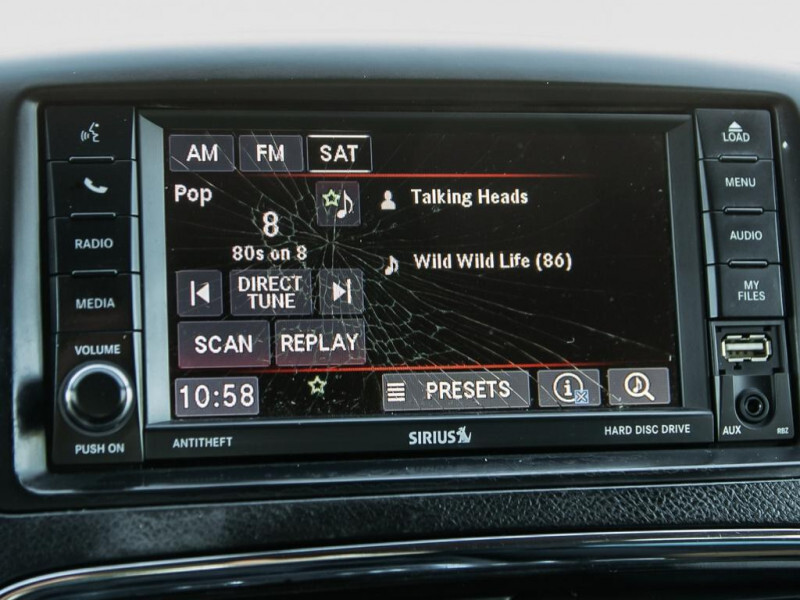 AM FM SAT
Pop
8
80s on 8
Talking Heads
Wild Wild Life (86)
DIRECT
TUNE
SCAN REPLAY
10:58
PRESETS
i
RADIO
MEDIA
VOLUME
PUSH ON
ANTITHEFT
SIRIUS
HARD DISC DRIVE
LOAD
MENU
AUDIO
MY
FILES
AUX
RBZ